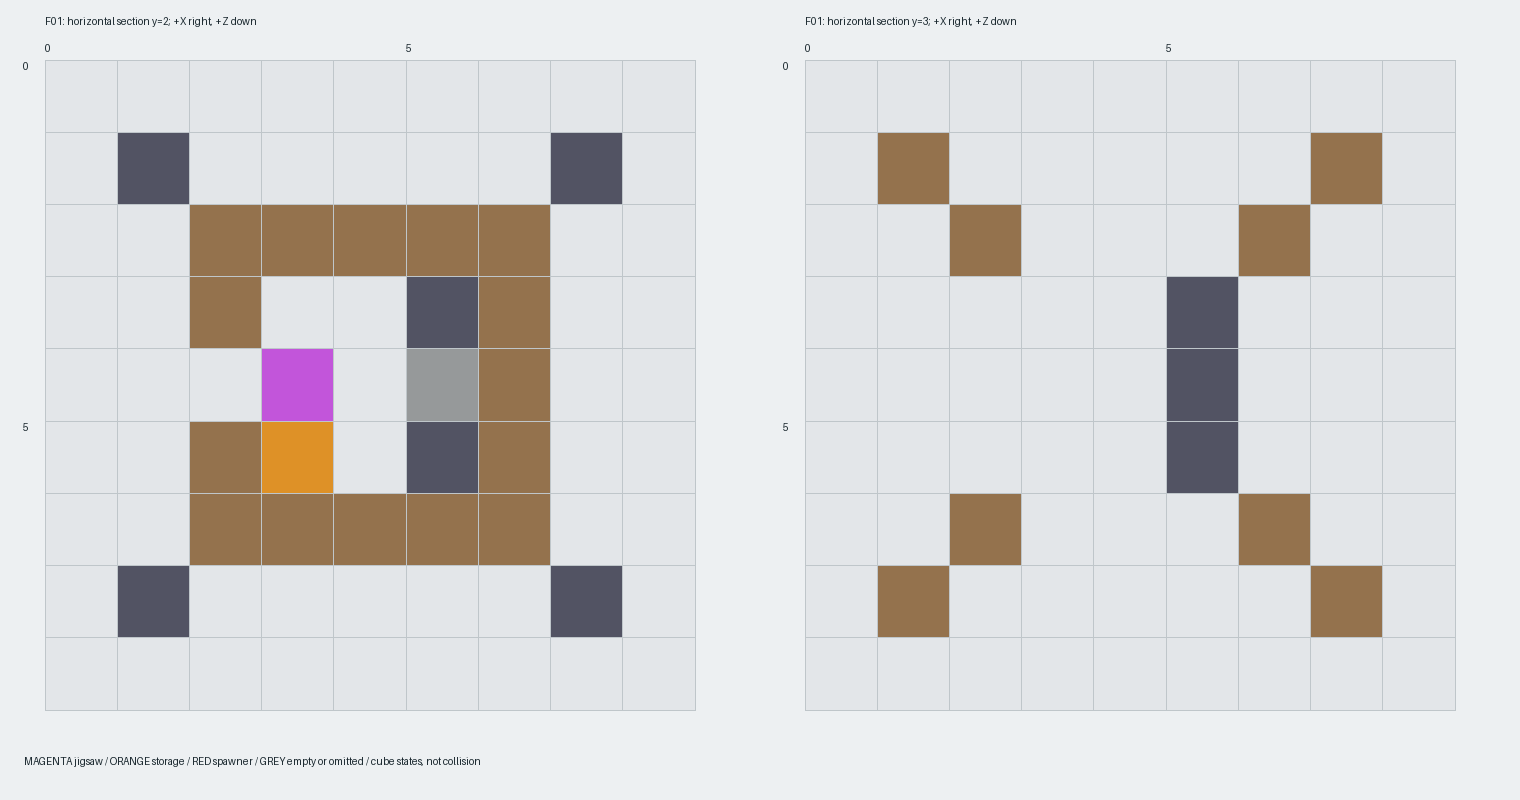 F01: horizontal section y=2; +X right, +Z down
F01: horizontal section y=3; +X right, +Z down
0 5
0 5
0
0
5
5
MAGENTA jigsaw / ORANGE storage / RED spawner / GREY empty or omitted / cube states, not collision